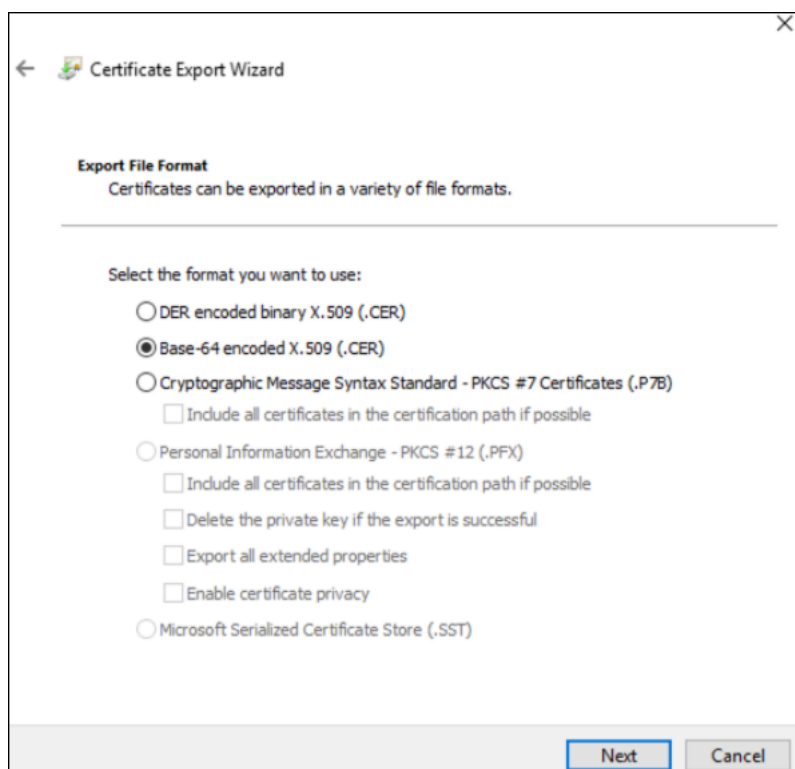 Certificate Export Wizard
Export File Format
Certificates can be exported in a variety of file formats.
Select the format you want to use:
DER encoded binary X.509 (.CER)
Base-64 encoded X.509 (.CER)
Cryptographic Message Syntax Standard - PKCS #7 Certificates (.P7B)
Include all certificates in the certification path if possible
Personal Information Exchange - PKCS #12 (.PFX)
Include all certificates in the certification path if possible
Delete the private key if the export is successful
Export all extended properties
Enable certificate privacy
Microsoft Serialized Certificate Store (.SST)
Next Cancel